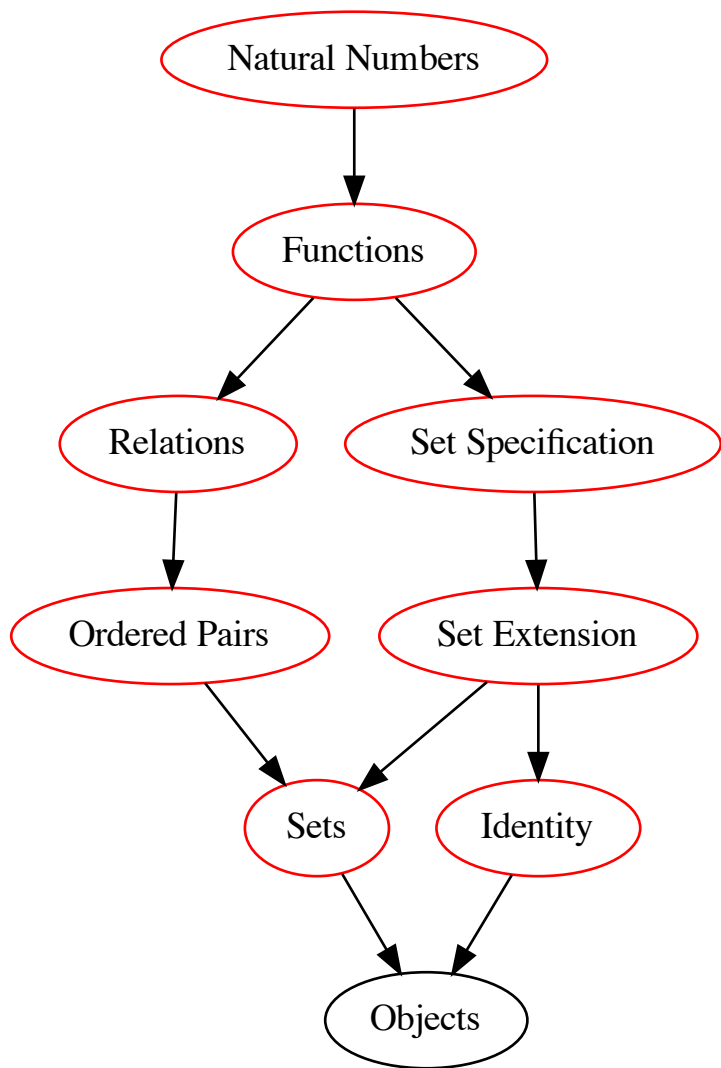 Natural Numbers
Functions
Relations
Set Specification
Ordered Pairs
Set Extension
Sets
Identity
Objects